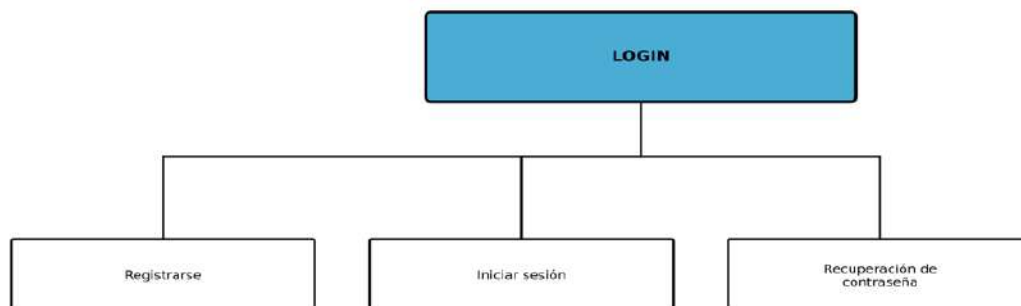 LOGIN
Registrarse
Iniciar sesión
Recuperación de
contraseña